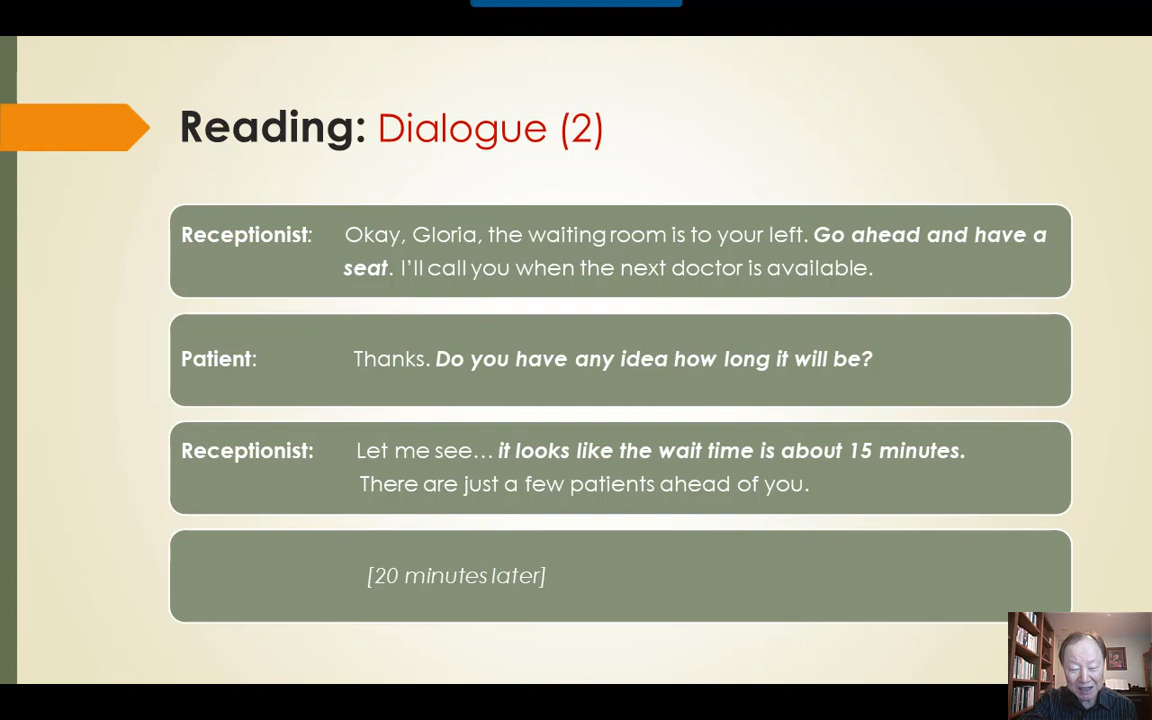 Reading: Dialogue (2)
Receptionist: Okay, Gloria, the waiting room is to your left. Go ahead and have a
seat. I’ll call you when the next doctor is available.
Patient: Thanks. Do you have any idea how long it will be?
Receptionist: Let me see… it looks like the wait time is about 15 minutes.
There are just a few patients ahead of you.
[20 minutes later]